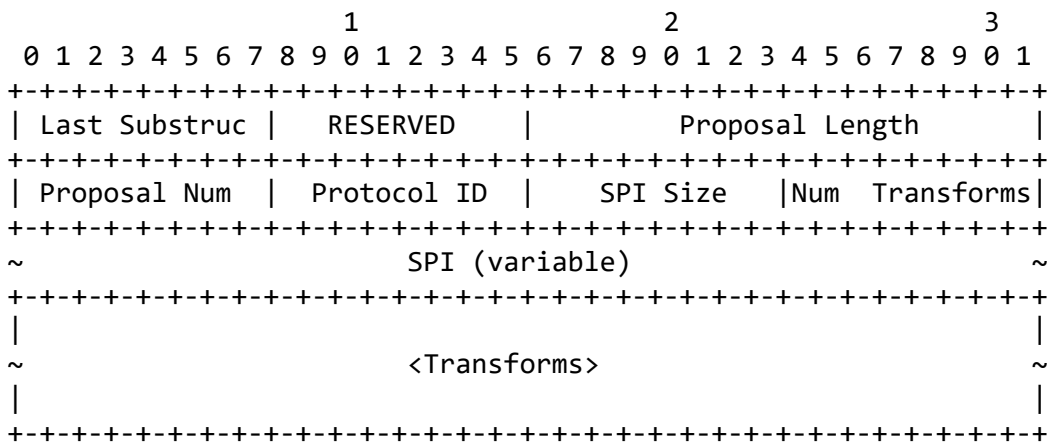 1                   2                   3
 0 1 2 3 4 5 6 7 8 9 0 1 2 3 4 5 6 7 8 9 0 1 2 3 4 5 6 7 8 9 0 1
+-+-+-+-+-+-+-+-+-+-+-+-+-+-+-+-+-+-+-+-+-+-+-+-+-+-+-+-+-+-+-+-+
| Last Substruc |   RESERVED    |         Proposal Length       |
+-+-+-+-+-+-+-+-+-+-+-+-+-+-+-+-+-+-+-+-+-+-+-+-+-+-+-+-+-+-+-+-+
| Proposal Num  |  Protocol ID  |    SPI Size   |Num  Transforms|
+-+-+-+-+-+-+-+-+-+-+-+-+-+-+-+-+-+-+-+-+-+-+-+-+-+-+-+-+-+-+-+-+
~                        SPI (variable)                         ~
+-+-+-+-+-+-+-+-+-+-+-+-+-+-+-+-+-+-+-+-+-+-+-+-+-+-+-+-+-+-+-+-+
|                                                               |
~                        <Transforms>                           ~
|                                                               |
+-+-+-+-+-+-+-+-+-+-+-+-+-+-+-+-+-+-+-+-+-+-+-+-+-+-+-+-+-+-+-+-+